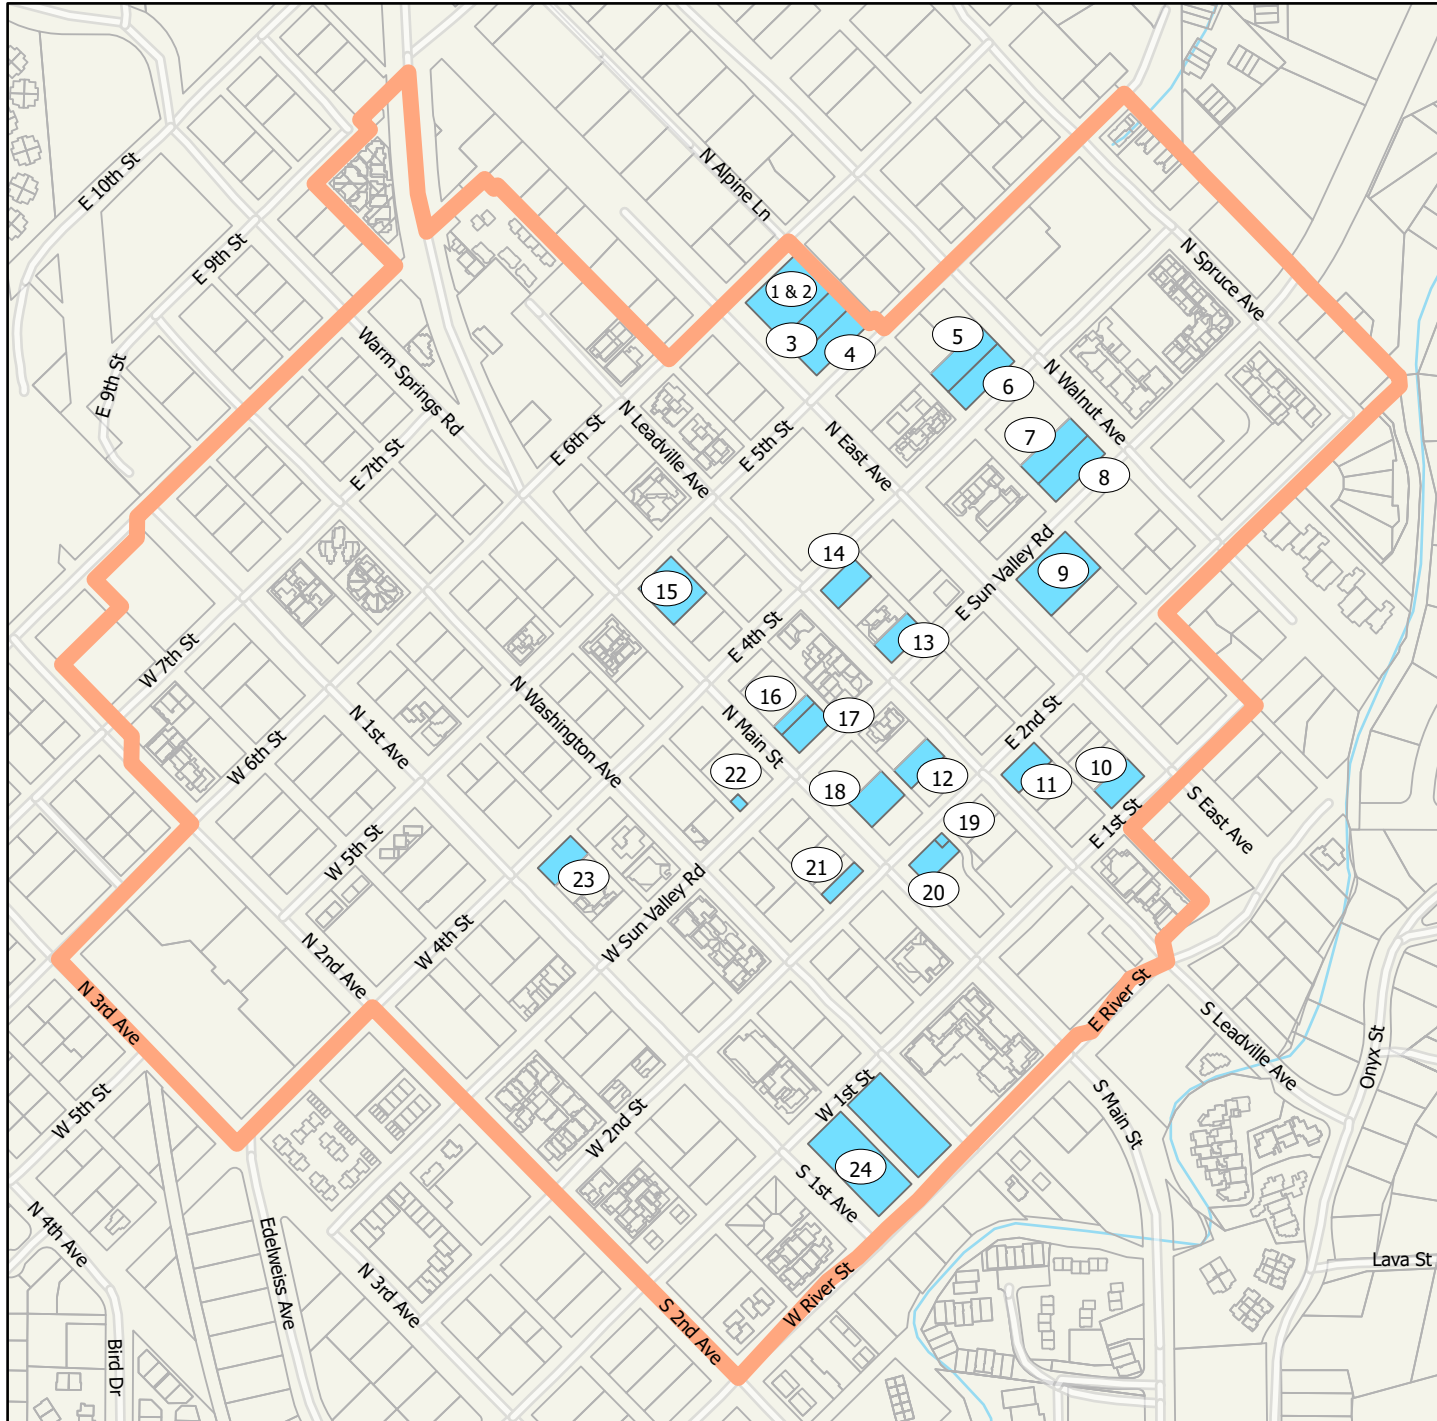 E 10th St
N Alpine Ln
E 9th St
N Spruce Ave
1 & 2
Warm Springs Rd
3
4
5
6
E 9th St
N Walnut Ave
E 6th St
N Leadville Ave
E 5th St
N East Ave
7
8
E 7th St
E Sun Valley Rd
14
9
15
13
E 4th St
W 7th St
N Washington Ave
16
17
N Main St
N 1st Ave
E 2nd St
W 6th St
22
18
12
11
10
S East Ave
E 1st St
19
W 5th St
23
21
20
W Sun Valley Rd
W 4th St
N 2nd Ave
N 3rd Ave
E River St
S Leadville Ave
Onyx St
W 5th St
W 1st St
S Main St
W 2nd St
24
S 1st Ave
N 4th Ave
Edelweiss Ave
Lava St
N 3rd Ave
W River St
S 2nd Ave
Bird Dr